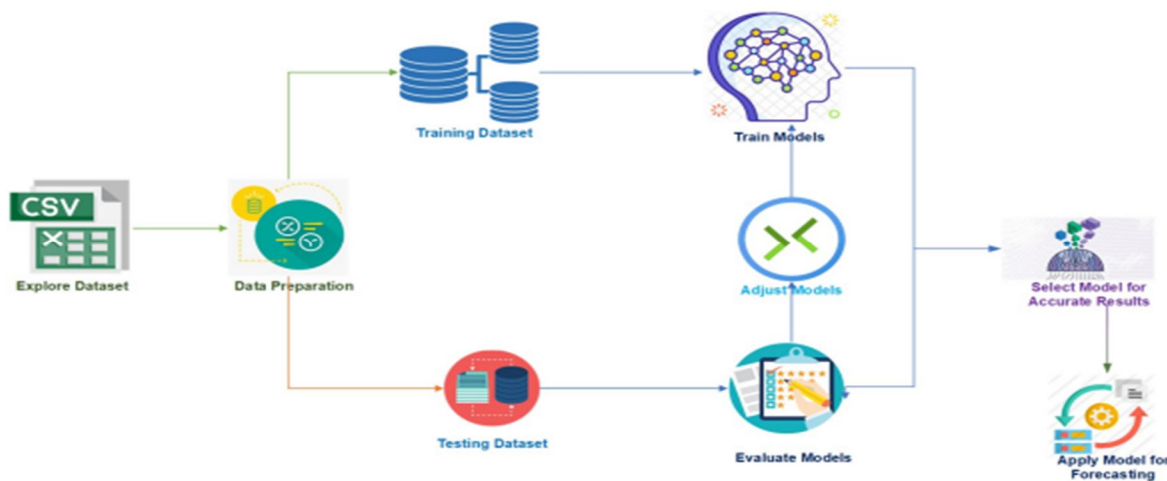 Training Dataset
Train Models
CSV
Explore Dataset
Data Preparation
Adjust Models
Select Model for
Accurate Results
Testing Dataset
Evaluate Models
Apply Model for
Forecasting